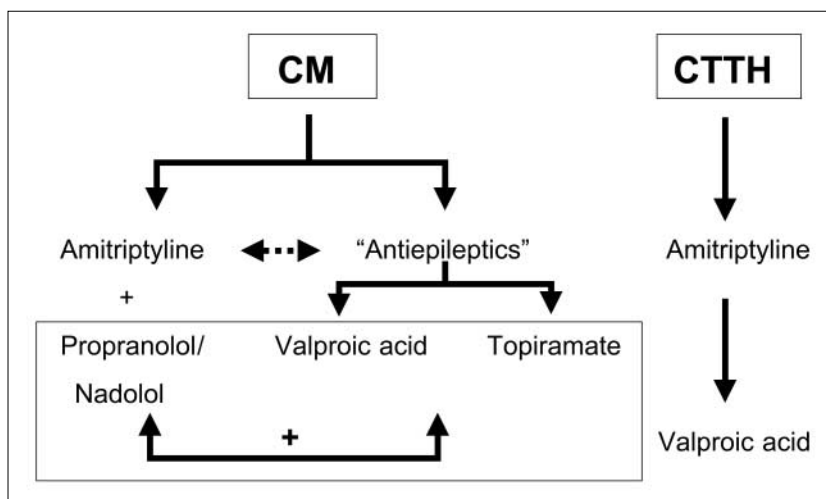 CM
CTTH
Amitriptyline
“Antiepileptics”
Amitriptyline
+
Propranolol/
Nadolol
Valproic acid
Topiramate
+
Valproic acid